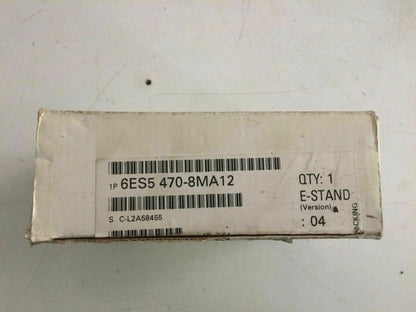 1P 6ES5 470-8MA12
S C-L2A58455
QTY: 1
E-STAND
(Version)
: 04
PACKING